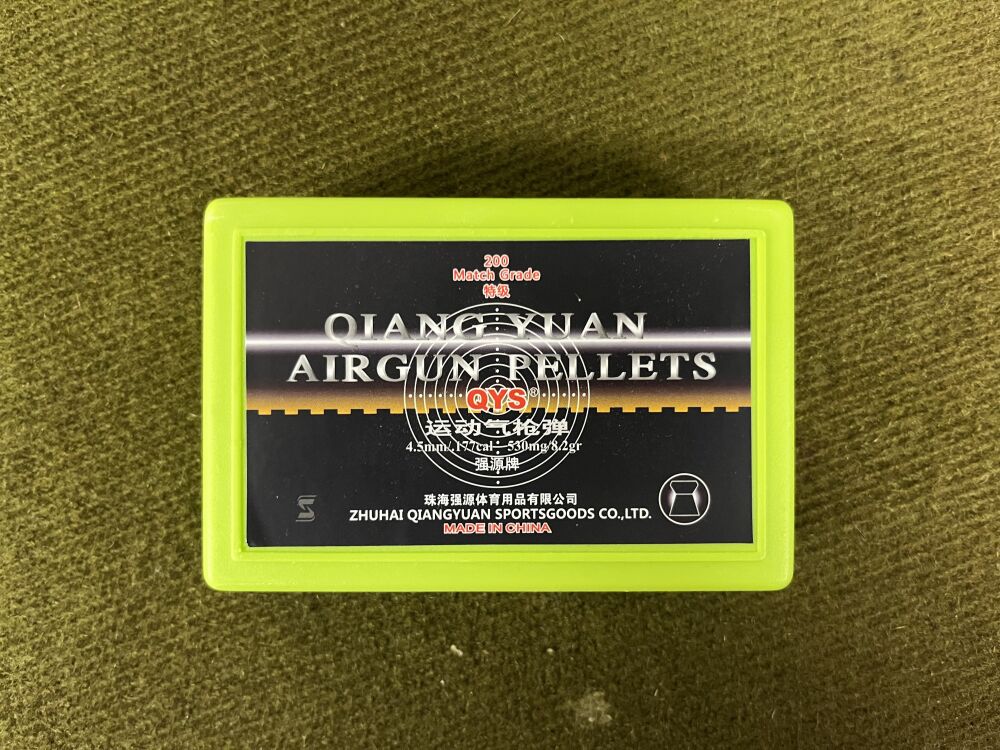 200
Match Grade
特级
QIANG YUAN
AIRGUN PELLETS
QYS®
运动气枪弹
4.5mm/.177cal 530mg/8.2gr
强源牌
珠海强源体育用品有限公司
ZHUHAI QIANGYUAN SPORTSGOODS CO.,LTD.
MADE IN CHINA